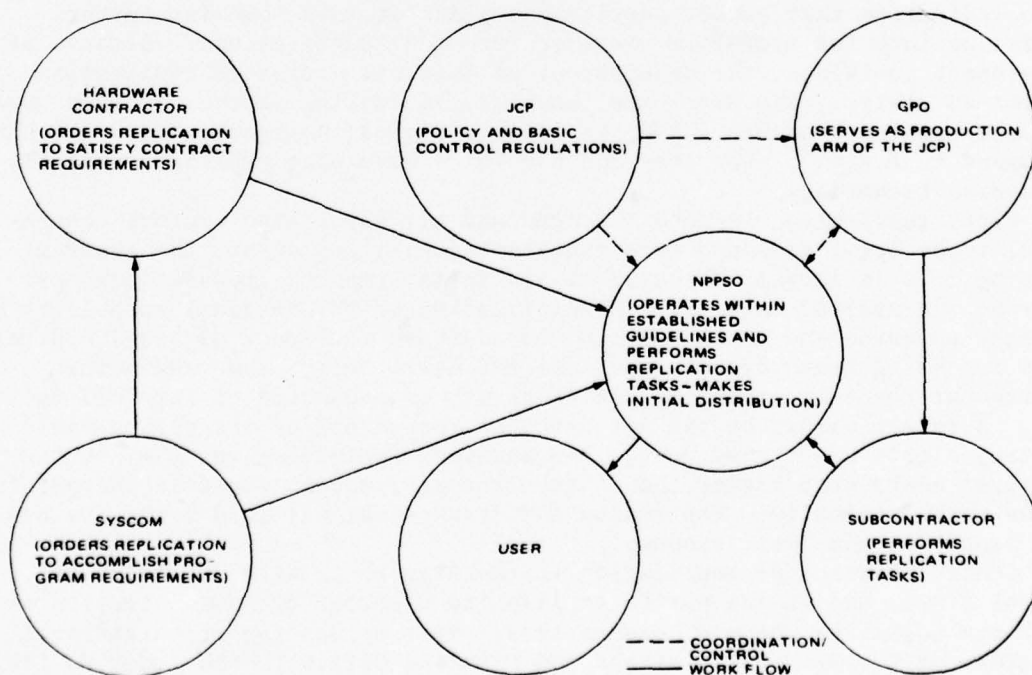 HARDWARE
CONTRACTOR
(ORDERS REPLICATION
TO SATISFY CONTRACT
REQUIREMENTS)
JCP
(POLICY AND BASIC
CONTROL REGULATIONS)
GPO
(SERVES AS PRODUCTION
ARM OF THE JCP)
NPPSO
(OPERATES WITHIN
ESTABLISHED
GUIDELINES AND
PERFORMS
REPLICATION
TASKS–MAKES
INITIAL DISTRIBUTION)
SYSCOM
(ORDERS REPLICATION
TO ACCOMPLISH PRO-
GRAM REQUIREMENTS)
USER
SUBCONTRACTOR
(PERFORMS
REPLICATION
TASKS)
COORDINATION/
CONTROL
WORK FLOW